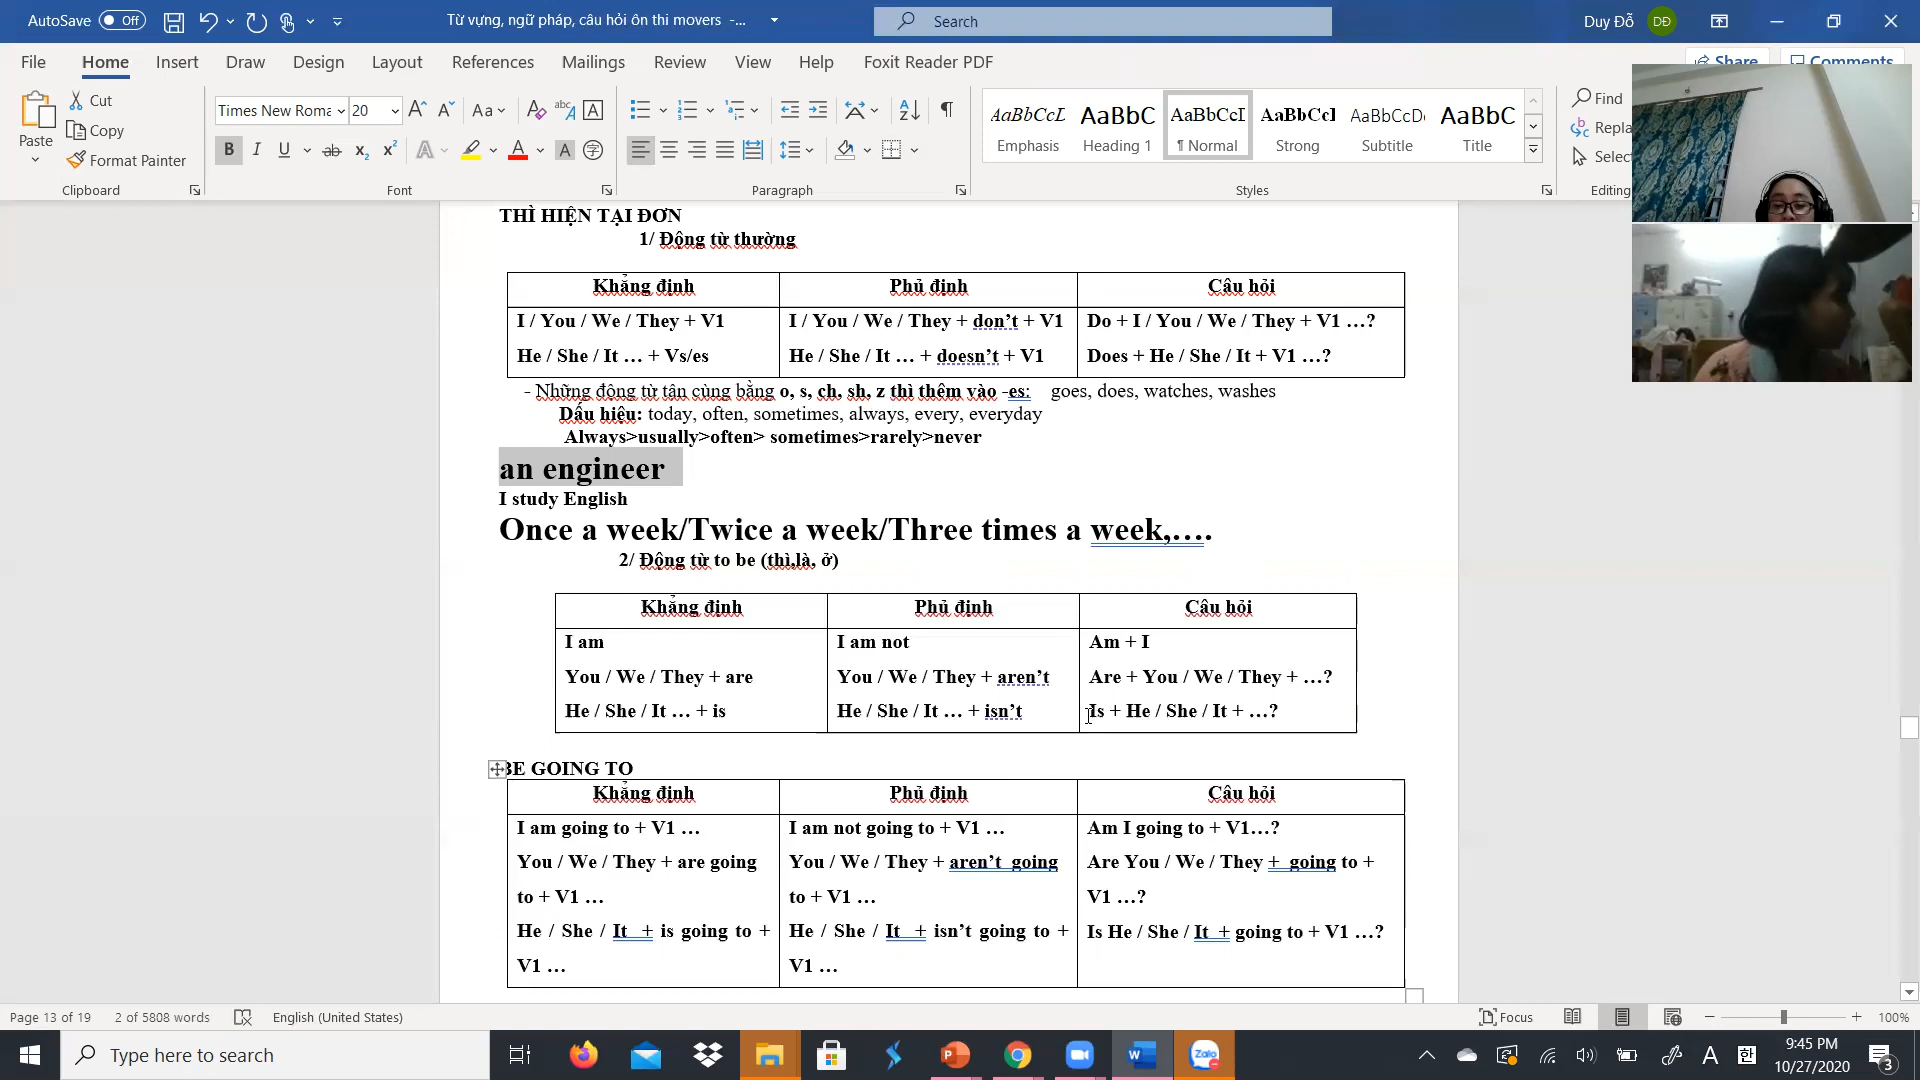 AutoSave Off Từ vựng, ngữ pháp, câu hỏi ôn thi movers -... Search Duy Đỗ DĐ
File Home Insert Draw Design Layout References Mailings Review View Help Foxit Reader PDF Share Comments
Paste Cut Copy Format Painter
Times New Roma 20
AaBbCcL Emphasis AaBbC Heading 1 AaBbCcI ¶ Normal AaBbCcI Strong AaBbCcD Subtitle AaBbC Title
Find
Repla
Selec
Clipboard Font Paragraph Styles Editing
THÌ HIỆN TẠI ĐƠN
1/ Động từ thường
Khẳng định Phủ định Câu hỏi
I / You / We / They + V1 I / You / We / They + don’t + V1 Do + I / You / We / They + V1 …?
He / She / It … + Vs/es He / She / It … + doesn’t + V1 Does + He / She / It + V1 …?
- Những động từ tận cùng bằng o, s, ch, sh, z thì thêm vào -es: goes, does, watches, washes
Dấu hiệu: today, often, sometimes, always, every, everyday
Always>usually>often> sometimes>rarely>never
an engineer
I study English
Once a week/Twice a week/Three times a week,….
2/ Động từ to be (thì,là, ở)
Khẳng định Phủ định Câu hỏi
I am I am not Am + I
You / We / They + are You / We / They + aren’t Are + You / We / They + …?
He / She / It … + is He / She / It … + isn’t Is + He / She / It + …?
BE GOING TO
Khẳng định Phủ định Câu hỏi
I am going to + V1 … I am not going to + V1 … Am I going to + V1…?
You / We / They + are going You / We / They + aren’t going Are You / We / They + going to +
to + V1 … to + V1 … V1 …?
He / She / It + is going to + He / She / It + isn’t going to + Is He / She / It + going to + V1 …?
V1 … V1 …
Page 13 of 19 2 of 5808 words English (United States) Focus 100%
Type here to search Zalo A 한 9:45 PM
10/27/2020 3